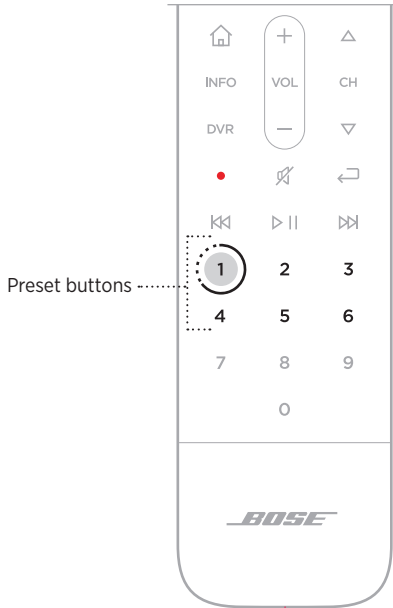 +
INFO VOL CH
DVR −
1 2 3
Preset buttons
4 5 6
7 8 9
0
BOSE